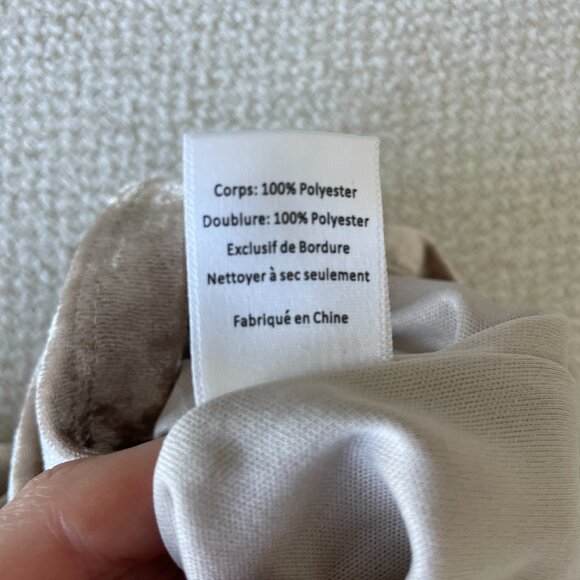 Corps: 100% Polyester
Doublure: 100% Polyester
Exclusif de Bordure
Nettoyer à sec seulement
Fabriqué en Chine